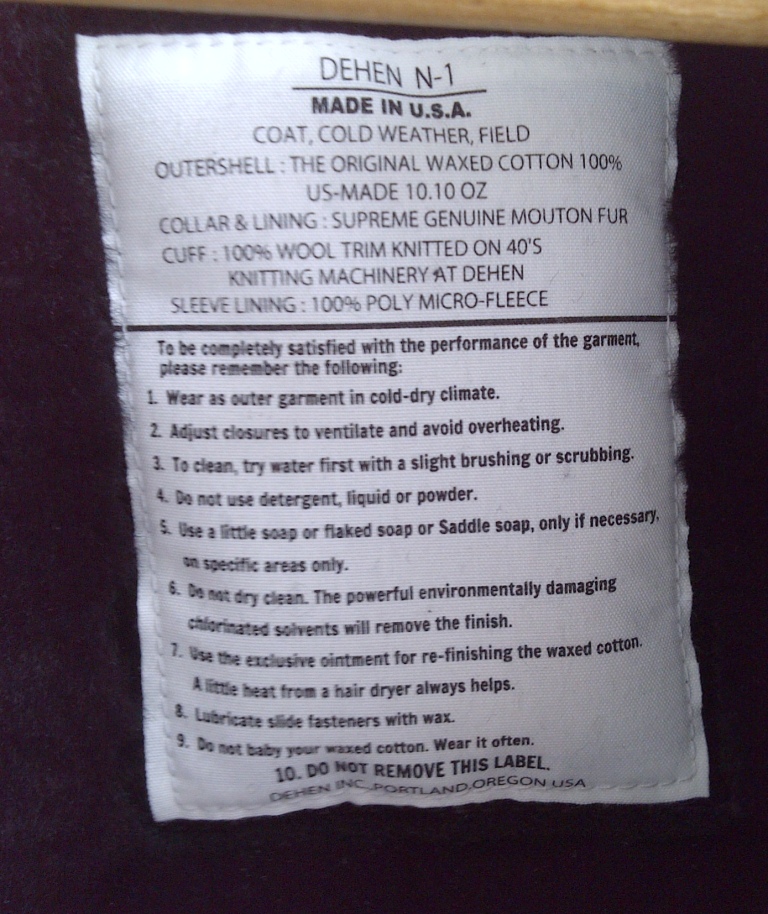 DEHEN N-1
MADE IN U.S.A.
COAT, COLD WEATHER, FIELD
OUTERSHELL : THE ORIGINAL WAXED COTTON 100%
US-MADE 10.10 OZ
COLLAR & LINING : SUPREME GENUINE MOUTON FUR
CUFF : 100% WOOL TRIM KNITTED ON 40'S
KNITTING MACHINERY AT DEHEN
SLEEVE LINING : 100% POLY MICRO-FLEECE
To be completely satisfied with the performance of the garment,
please remember the following:
1. Wear as outer garment in cold-dry climate.
2. Adjust closures to ventilate and avoid overheating.
3. To clean, try water first with a slight brushing or scrubbing.
4. Do not use detergent, liquid or powder.
5. Use a little soap or flaked soap or Saddle soap, only if necessary,
on specific areas only.
6. Do not dry clean. The powerful environmentally damaging
chlorinated solvents will remove the finish.
7. Use the exclusive ointment for re-finishing the waxed cotton.
A little heat from a hair dryer always helps.
8. Lubricate slide fasteners with wax.
9. Do not baby your waxed cotton. Wear it often.
10. DO NOT REMOVE THIS LABEL.
DEHEN INC. PORTLAND,OREGON USA